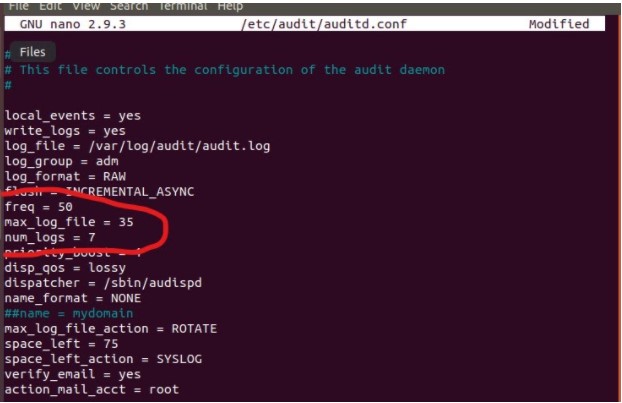 File Edit View Search Terminal Help
GNU nano 2.9.3 /etc/audit/auditd.conf Modified
#
Files
# This file controls the configuration of the audit daemon
#
local_events = yes
write_logs = yes
log_file = /var/log/audit/audit.log
log_group = adm
log_format = RAW
flush = INCREMENTAL_ASYNC
freq = 50
max_log_file = 35
num_logs = 7
priority_boost = 4
disp_qos = lossy
dispatcher = /sbin/audispd
name_format = NONE
##name = mydomain
max_log_file_action = ROTATE
space_left = 75
space_left_action = SYSLOG
verify_email = yes
action_mail_acct = root